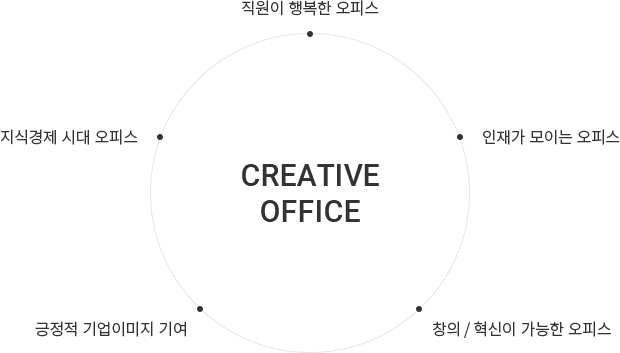 직원이 행복한 오피스
지식경제 시대 오피스
인재가 모이는 오피스
CREATIVE
OFFICE
긍정적 기업이미지 기여
창의 / 혁신이 가능한 오피스